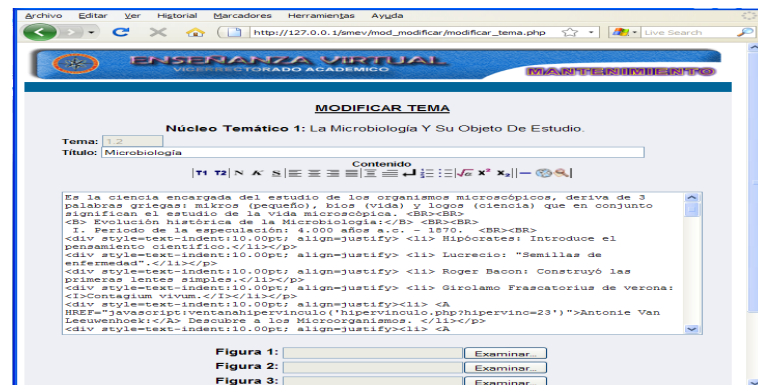 Archivo Editar Ver Historial Marcadores Herramientas Ayuda
http://127.0.0.1/smev/mod_modificar/modificar_tema.php Live Search
ENSEÑANZA VIRTUAL
VICERRECTORADO ACADEMICO
MANTENIMIENTO
MODIFICAR TEMA
Núcleo Temático 1: La Microbiología Y Su Objeto De Estudio.
Tema: 1.2
Título: Microbiología
Contenido
T1 T2 N K S
Es la ciencia encargada del estudio de los organismos microscópicos, deriva de 3
palabras griegas: mikros (pequeño), bios (vida) y logos (ciencia) que en conjunto
significan el estudio de la vida microscópica. <BR><BR>
<B> Evolución histórica de la Microbiología:</B> <BR><BR>
I. Periodo de la especulación: 4.000 años a.c. - 1870. <BR><BR>
<div style=text-indent:10.00pt; align=justify> <li> Hipócrates: Introduce el
pensamiento científico.</li></p>
<div style=text-indent:10.00pt; align=justify> <li> Lucrecio: "Semillas de
enfermedad".</li></p>
<div style=text-indent:10.00pt; align=justify> <li> Roger Bacon: Construyó las
primeras lentes simples.</li></p>
<div style=text-indent:10.00pt; align=justify> <li> Girolamo Frascatorius de verona:
<I>Contagium vivum.</I></li></p>
<div style=text-indent:10.00pt; align=justify><li> <A
HREF="javascript:ventanahipervinculo('hipervinculo.php?hipervinc=23')">Antonie Van
Leeuwenhoek:</A> Descubre a los Microorganismos. </li></p>
<div style=text-indent:10.00pt; align=justify><li> <A
Figura 1: Examinar...
Figura 2: Examinar...
Figura 3: Examinar...